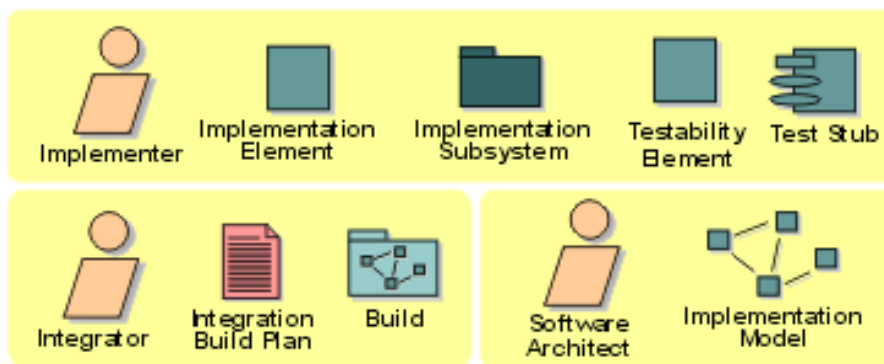 Implementer
Implementation
Element
Implementation
Subsystem
Testability
Element
Test Stub
Integrator
Integration
Build Plan
Build
Software
Architect
Implementation
Model